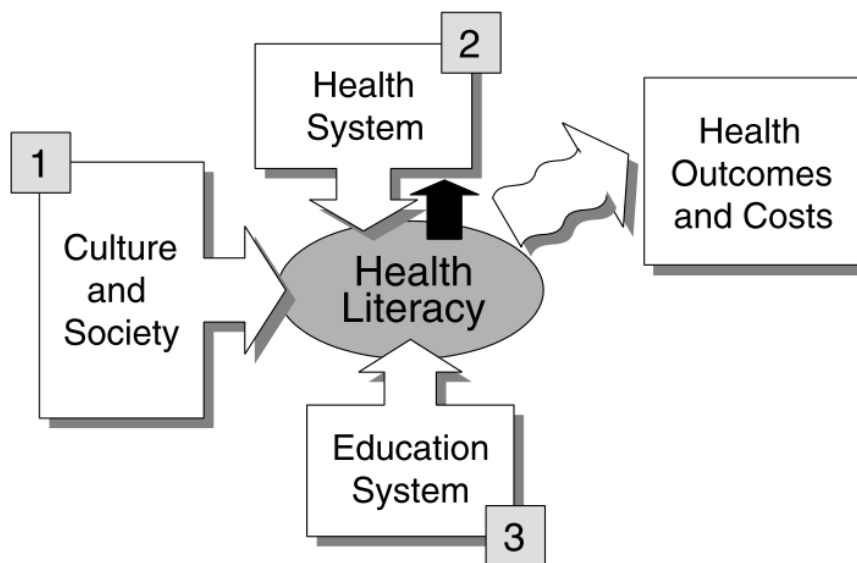 1
Culture
and
Society
2
Health
System
Health
Literacy
Education
System
3
Health
Outcomes
and Costs